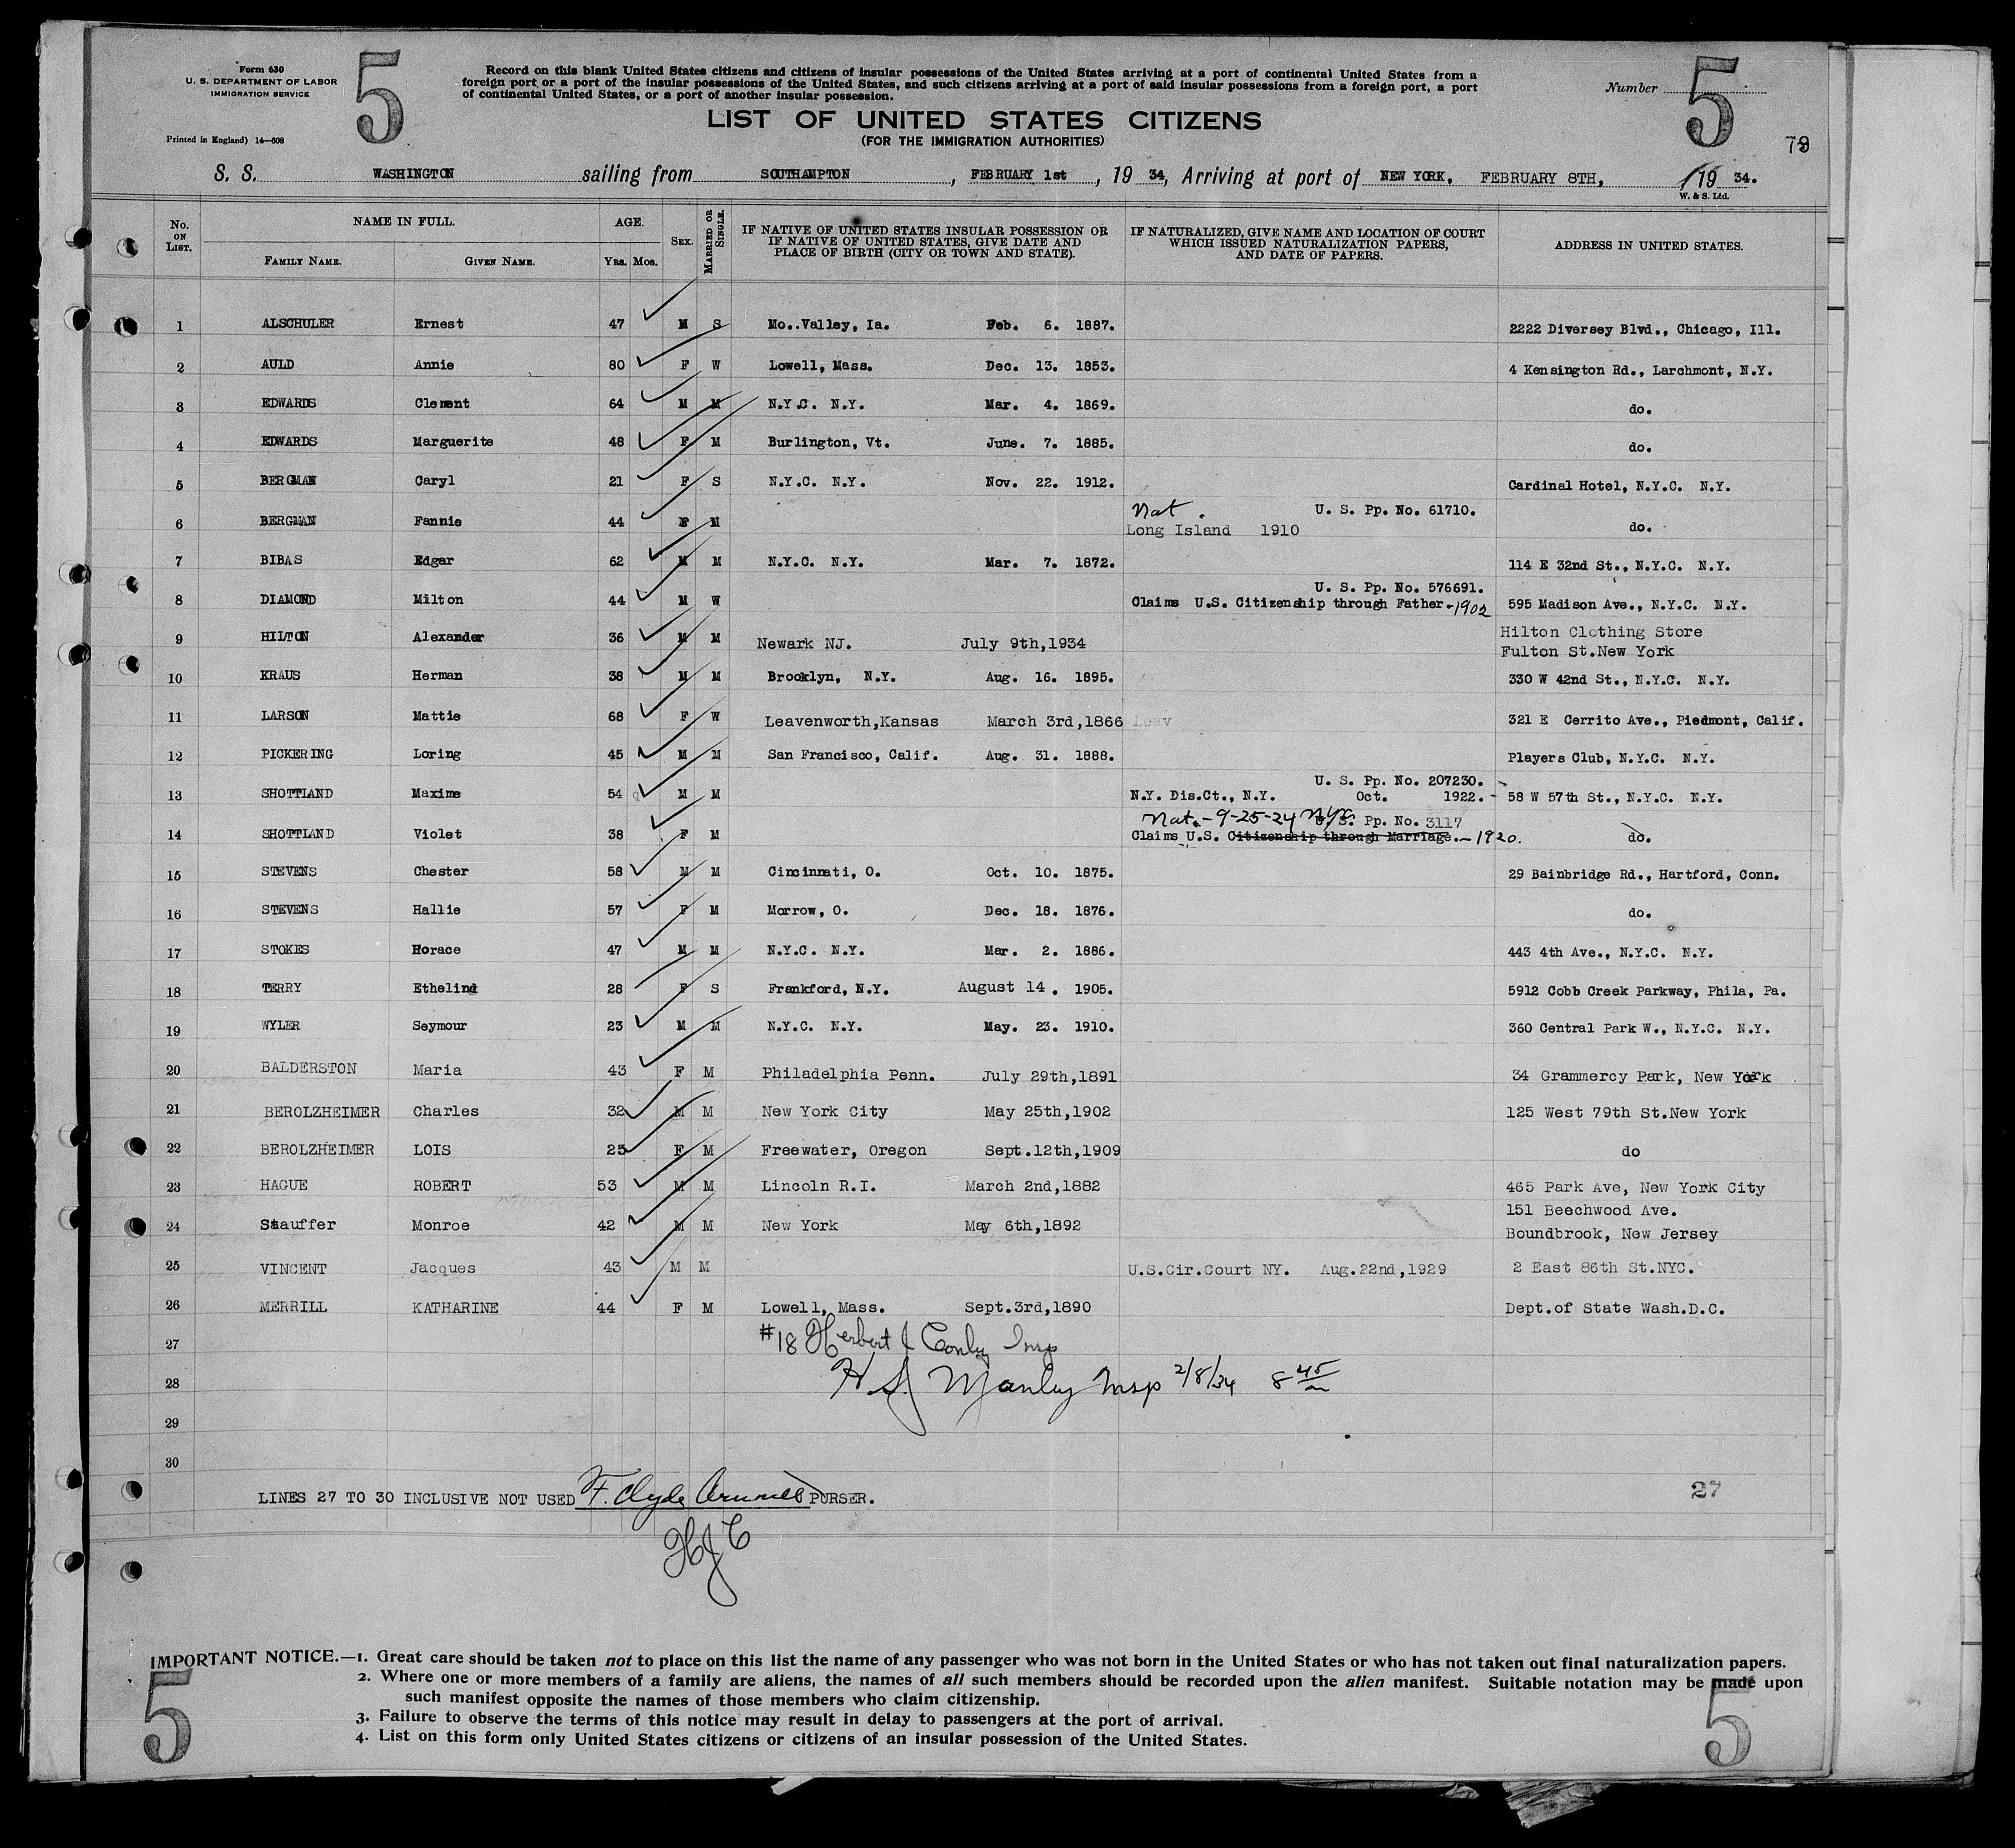 Form 630
U. S. DEPARTMENT OF LABOR
IMMIGRATION SERVICE
Printed in England) 14—608
5
Record on this blank United States citizens and citizens of insular possessions of the United States arriving at a port of continental United States from a
foreign port or a port of the insular possessions of the United States, and such citizens arriving at a port of said insular possessions from a foreign port, a port
of continental United States, or a port of another insular possession.
LIST OF UNITED STATES CITIZENS
(FOR THE IMMIGRATION AUTHORITIES)
Number
5
S. S. WASHINGTON sailing from SOUTHAMPTON, FEBRUARY 1st, 19 34, Arriving at port of NEW YORK, FEBRUARY 8TH, 19 34.
W. & S. Ltd.
No. ON LIST. NAME IN FULL. FAMILY NAME. GIVEN NAME. AGE. YRS. MOS. SEX. MARRIED OR SINGLE. IF NATIVE OF UNITED STATES INSULAR POSSESSION OR IF NATIVE OF UNITED STATES, GIVE DATE AND PLACE OF BIRTH (CITY OR TOWN AND STATE). IF NATURALIZED, GIVE NAME AND LOCATION OF COURT WHICH ISSUED NATURALIZATION PAPERS, AND DATE OF PAPERS. ADDRESS IN UNITED STATES.
1 ALSCHULER Ernest 47 M S Mo..Valley, Ia. Feb. 6. 1887. 2222 Diversey Blvd., Chicago, Ill.
2 AULD Annie 80 F W Lowell, Mass. Dec. 13. 1853. 4 Kensington Rd., Larchmont, N.Y.
3 EDWARDS Clement 64 M M N.Y.C. N.Y. Mar. 4. 1869. do.
4 EDWARDS Marguerite 48 F M Burlington, Vt. June. 7. 1885. do.
5 BERGMAN Caryl 21 F S N.Y.C. N.Y. Nov. 22. 1912. Cardinal Hotel, N.Y.C. N.Y.
Nat. U. S. Pp. No. 61710.
6 BERGMAN Fannie 44 F M Long Island 1910 do.
7 BIBAS Edgar 62 M M N.Y.C. N.Y. Mar. 7. 1872. 114 E 32nd St., N.Y.C. N.Y.
U. S. Pp. No. 576691.
8 DIAMOND Milton 44 M W Claims U.S. Citizenship through Father-1902 595 Madison Ave., N.Y.C. N.Y.
9 HILTON Alexander 36 M M Newark NJ. July 9th,1934 Hilton Clothing Store
Fulton St.New York
10 KRAUS Herman 38 M M Brooklyn, N.Y. Aug. 16. 1895. 330 W 42nd St., N.Y.C. N.Y.
11 LARSON Mattie 68 F W Leavenworth,Kansas March 3rd,1866 Leav 321 E Cerrito Ave., Piedmont, Calif.
12 PICKERING Loring 45 M M San Francisco, Calif. Aug. 31. 1888. Players Club, N.Y.C. N.Y.
U. S. Pp. No. 207230.
13 SHOTTLAND Maxime 54 M M N.Y. Dis.Ct., N.Y. Oct. 1922. 58 W 57th St., N.Y.C. N.Y.
Nat.-9-25-24 NYC U.S. Pp. No. 3117
14 SHOTTLAND Violet 38 F M Claims U.S. Citizenship through Marriage.-1920. do.
15 STEVENS Chester 58 M M Cincinnati, O. Oct. 10. 1875. 29 Bainbridge Rd., Hartford, Conn.
16 STEVENS Hallie 57 F M Morrow, O. Dec. 18. 1876. do.
17 STOKES Horace 47 M M N.Y.C. N.Y. Mar. 2. 1886. 443 4th Ave., N.Y.C. N.Y.
18 TERRY Ethelind 28 F S Frankford, N.Y. August 14. 1905. 5912 Cobb Creek Parkway, Phila, Pa.
19 WYLER Seymour 23 M M N.Y.C. N.Y. May. 23. 1910. 360 Central Park W., N.Y.C. N.Y.
20 BALDERSTON Maria 43 F M Philadelphia Penn. July 29th,1891 34 Grammercy Park, New York
21 BEROLZHEIMER Charles 32 M M New York City May 25th,1902 125 West 79th St.New York
22 BEROLZHEIMER LOIS 25 F M Freewater, Oregon Sept.12th,1909 do
23 HAGUE ROBERT 53 M M Lincoln R.I. March 2nd,1882 465 Park Ave, New York City
24 Stauffer Monroe 42 M M New York May 6th,1892 151 Beechwood Ave.
Boundbrook, New Jersey
25 VINCENT Jacques 43 M M U.S.Cir.Court NY. Aug.22nd,1929 2 East 86th St.NYC.
26 MERRILL KATHARINE 44 F M Lowell, Mass. Sept.3rd,1890 Dept.of State Wash.D.C.
27 #18 Herbert J Conley Insp
28 H S. Manley Insp 2/8/34 8 45
29
30
LINES 27 TO 30 INCLUSIVE NOT USED F. Clyde PURSER. 27
HJC
IMPORTANT NOTICE.—1. Great care should be taken not to place on this list the name of any passenger who was not born in the United States or who has not taken out final naturalization papers.
2. Where one or more members of a family are aliens, the names of all such members should be recorded upon the alien manifest. Suitable notation may be made upon
such manifest opposite the names of those members who claim citizenship.
3. Failure to observe the terms of this notice may result in delay to passengers at the port of arrival.
4. List on this form only United States citizens or citizens of an insular possession of the United States.
5
5